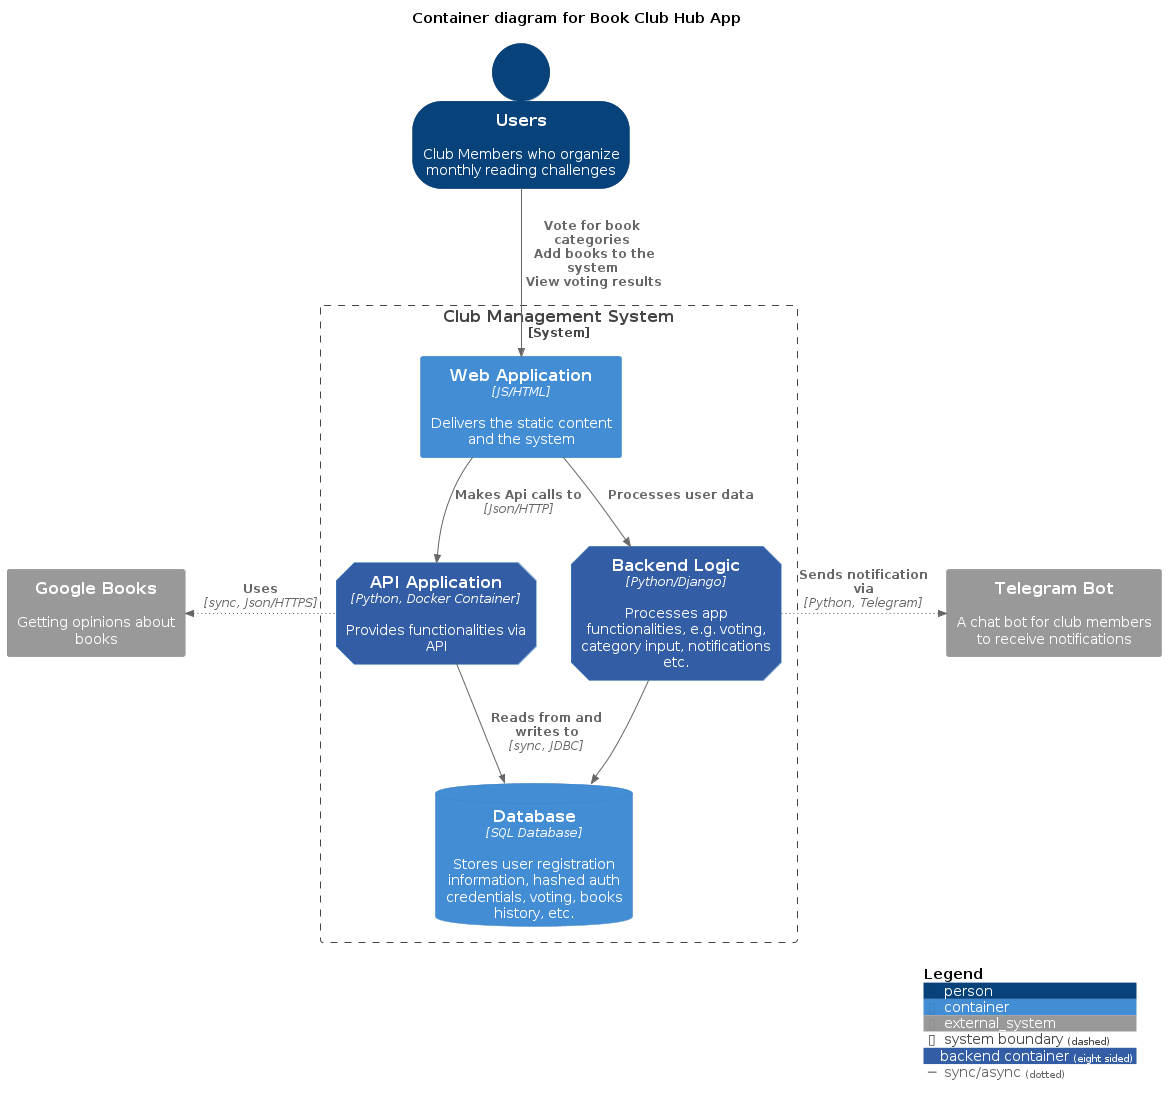 Container diagram for Book Club Hub App
Users
Club Members who organize
monthly reading challenges
Vote for book
categories
Add books to the
system
View voting results
Club Management System
[System]
Web Application
[JS/HTML]
Delivers the static content
and the system
Makes Api calls to
[Json/HTTP]
Processes user data
Google Books
Getting opinions about
books
Uses
[sync, Json/HTTPS]
API Application
[Python, Docker Container]
Provides functionalities via
API
Backend Logic
[Python/Django]
Processes app
functionalities, e.g. voting,
category input, notifications
etc.
Sends notification
via
[Python, Telegram]
Telegram Bot
A chat bot for club members
to receive notifications
Reads from and
writes to
[sync, JDBC]
Database
[SQL Database]
Stores user registration
information, hashed auth
credentials, voting, books
history, etc.
Legend
person
container
external_system
▯ system boundary (dashed)
backend container (eight sided)
─ sync/async (dotted)